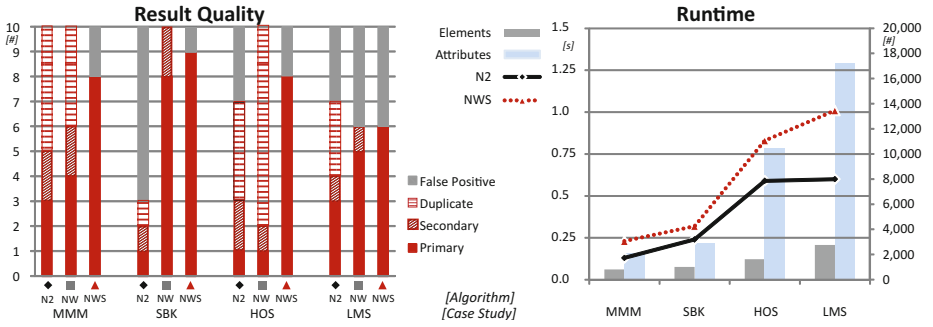 Result Quality
10
[#]
9
8
7
6
5
4
3
2
1
0
N2 NW NWS N2 NW NWS N2 NW NWS N2 NW NWS
MMM SBK HOS LMS
False Positive
Duplicate
Secondary
Primary
[Algorithm]
[Case Study]
Elements
Attributes
N2
NWS
Runtime
1.5
[s]
1.25
1.0
0.75
0.5
0.25
0.0
20,000
[#]
18,000
16,000
14,000
12,000
10,000
8,000
6,000
4,000
2,000
0
MMM SBK HOS LMS